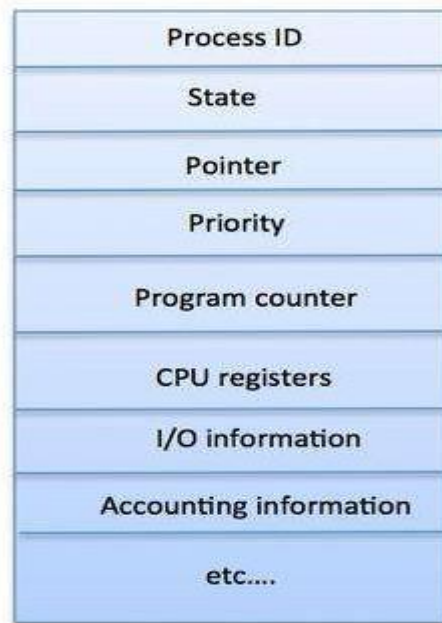 Process ID
State
Pointer
Priority
Program counter
CPU registers
I/O information
Accounting information
etc....